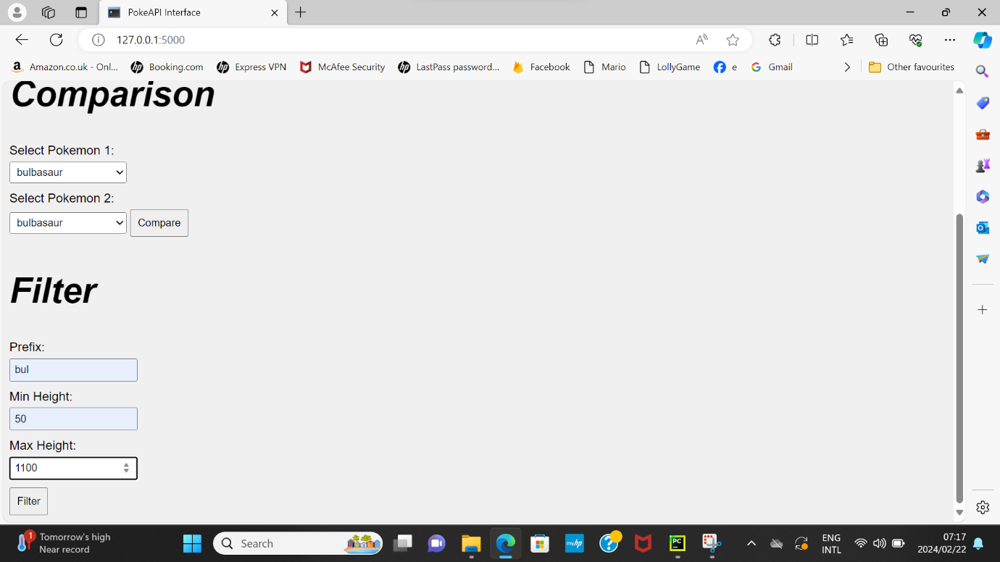 PokeAPI Interface
127.0.0.1:5000
Amazon.co.uk - Onl...
Booking.com
Express VPN
McAfee Security
LastPass password...
Facebook
Mario
LollyGame
e
Gmail
Other favourites
Comparison
Select Pokemon 1:
bulbasaur
Select Pokemon 2:
bulbasaur
Compare
Filter
Prefix:
bul
Min Height:
50
Max Height:
1100
Filter
1
Tomorrow's high
Near record
Search
myhp
PC
ENG
INTL
07:17
2024/02/22